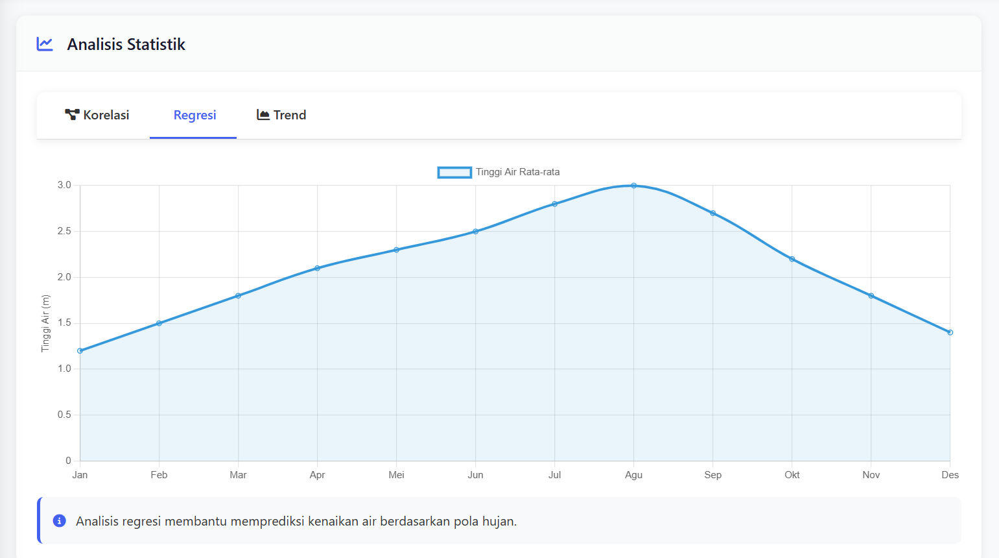 Analisis Statistik
Korelasi
Regresi
Trend
Tinggi Air Rata-rata
Tinggi Air (m)
3.0
2.5
2.0
1.5
1.0
0.5
0
Jan Feb Mar Apr Mei Jun Jul Agu Sep Okt Nov Des
Analisis regresi membantu memprediksi kenaikan air berdasarkan pola hujan.